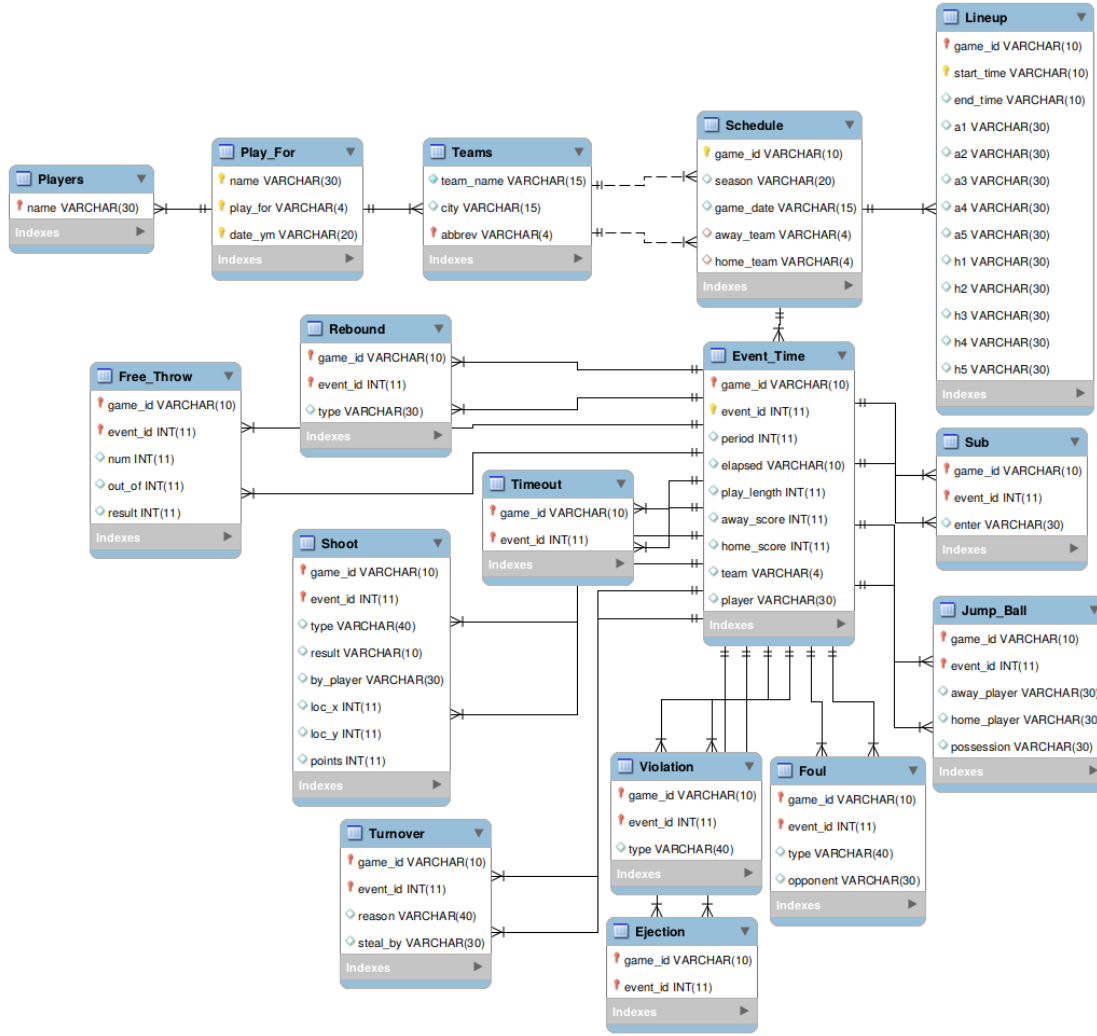 Lineup
game_id VARCHAR(10)
start_time VARCHAR(10)
end_time VARCHAR(10)
a1 VARCHAR(30)
a2 VARCHAR(30)
a3 VARCHAR(30)
a4 VARCHAR(30)
a5 VARCHAR(30)
h1 VARCHAR(30)
h2 VARCHAR(30)
h3 VARCHAR(30)
h4 VARCHAR(30)
h5 VARCHAR(30)
Indexes
Schedule
game_id VARCHAR(10)
season VARCHAR(20)
game_date VARCHAR(15)
away_team VARCHAR(4)
home_team VARCHAR(4)
Indexes
Teams
team_name VARCHAR(15)
city VARCHAR(15)
abbrev VARCHAR(4)
Indexes
Play_For
name VARCHAR(30)
play_for VARCHAR(4)
date_ym VARCHAR(20)
Indexes
Players
name VARCHAR(30)
Indexes
Rebound
game_id VARCHAR(10)
event_id INT(11)
type VARCHAR(30)
Indexes
Event_Time
game_id VARCHAR(10)
event_id INT(11)
period INT(11)
elapsed VARCHAR(10)
play_length INT(11)
away_score INT(11)
home_score INT(11)
team VARCHAR(4)
player VARCHAR(30)
Indexes
Free_Throw
game_id VARCHAR(10)
event_id INT(11)
num INT(11)
out_of INT(11)
result INT(11)
Indexes
Sub
game_id VARCHAR(10)
event_id INT(11)
enter VARCHAR(30)
Indexes
Timeout
game_id VARCHAR(10)
event_id INT(11)
Indexes
Shoot
game_id VARCHAR(10)
event_id INT(11)
type VARCHAR(40)
result VARCHAR(10)
by_player VARCHAR(30)
loc_x INT(11)
loc_y INT(11)
points INT(11)
Indexes
Jump_Ball
game_id VARCHAR(10)
event_id INT(11)
away_player VARCHAR(30)
home_player VARCHAR(30
possession VARCHAR(30)
Indexes
Violation
game_id VARCHAR(10)
event_id INT(11)
type VARCHAR(40)
Indexes
Foul
game_id VARCHAR(10)
event_id INT(11)
type VARCHAR(40)
opponent VARCHAR(30)
Indexes
Turnover
game_id VARCHAR(10)
event_id INT(11)
reason VARCHAR(40)
steal_by VARCHAR(30)
Indexes
Ejection
game_id VARCHAR(10)
event_id INT(11)
Indexes